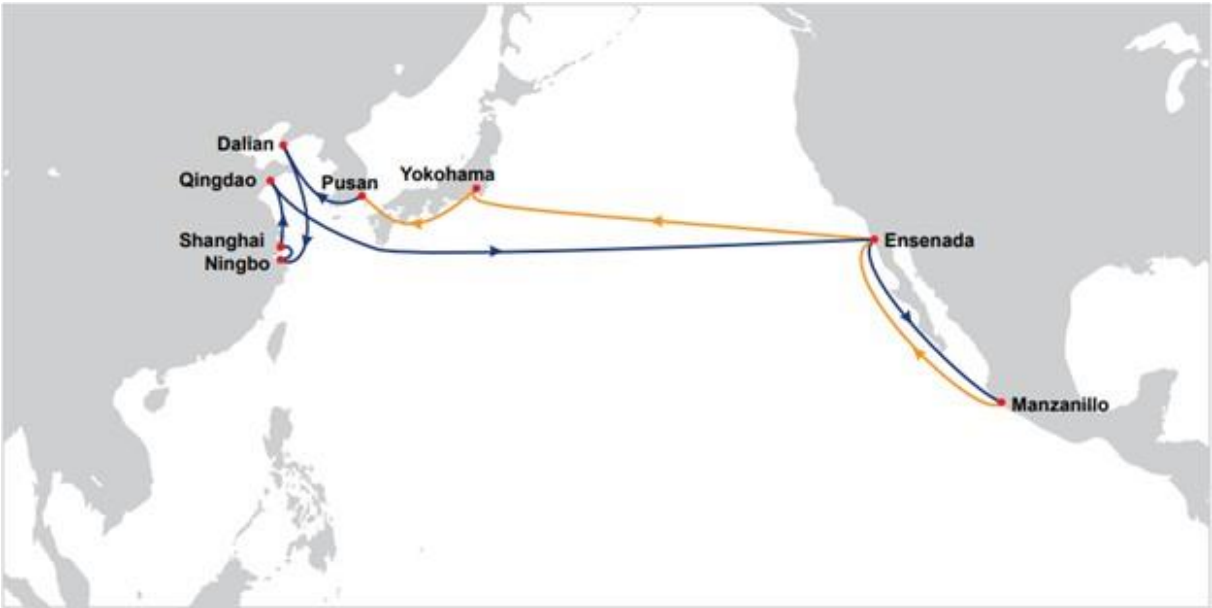 Dalian
Qingdao
Pusan
Yokohama
Shanghai
Ningbo
Ensenada
Manzanillo